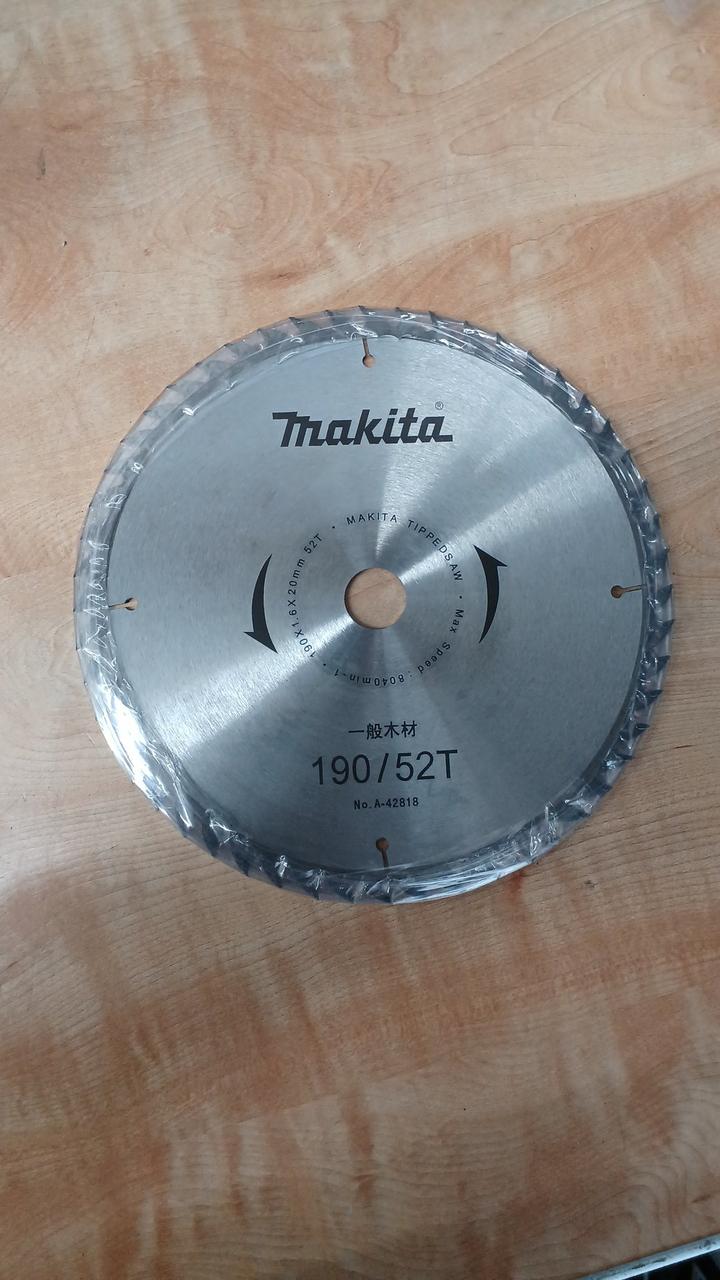 makita®
MAKITA TIPPEDSAW • Max Speed : 8040min-1 • 190X1.6X20mm 52T •
一般木材
190/52T
No.A-42818